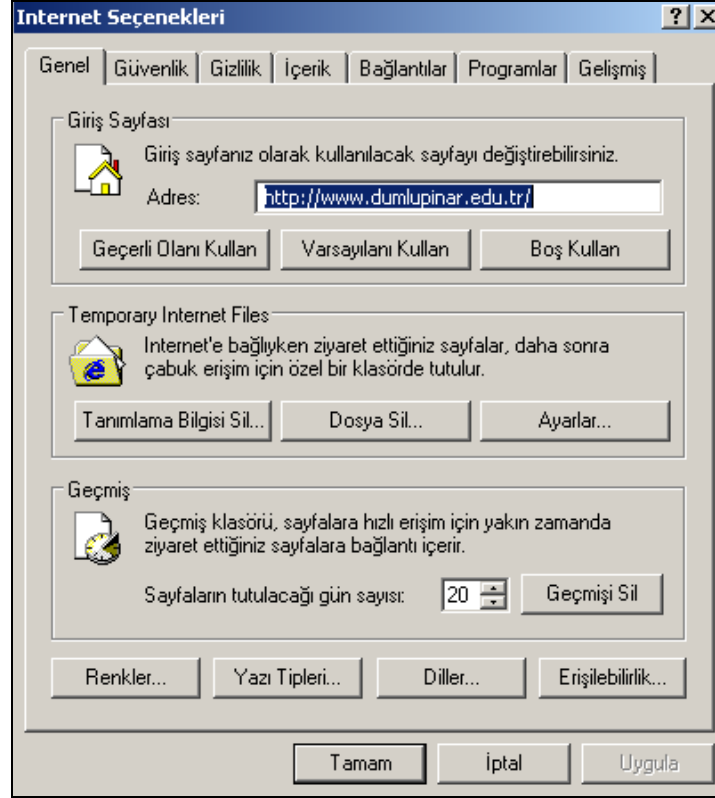 Internet Seçenekleri
Genel Güvenlik Gizlilik İçerik Bağlantılar Programlar Gelişmiş
Giriş Sayfası
Giriş sayfanız olarak kullanılacak sayfayı değiştirebilirsiniz.
Adres: http://www.dumlupinar.edu.tr/
Geçerli Olanı Kullan Varsayılanı Kullan Boş Kullan
Temporary Internet Files
Internet'e bağlıyken ziyaret ettiğiniz sayfalar, daha sonra
çabuk erişim için özel bir klasörde tutulur.
Tanımlama Bilgisi Sil... Dosya Sil... Ayarlar...
Geçmiş
Geçmiş klasörü, sayfalara hızlı erişim için yakın zamanda
ziyaret ettiğiniz sayfalara bağlantı içerir.
Sayfaların tutulacağı gün sayısı: 20 Geçmişi Sil
Renkler... Yazı Tipleri... Diller... Erişilebilirlik...
Tamam İptal Uygula